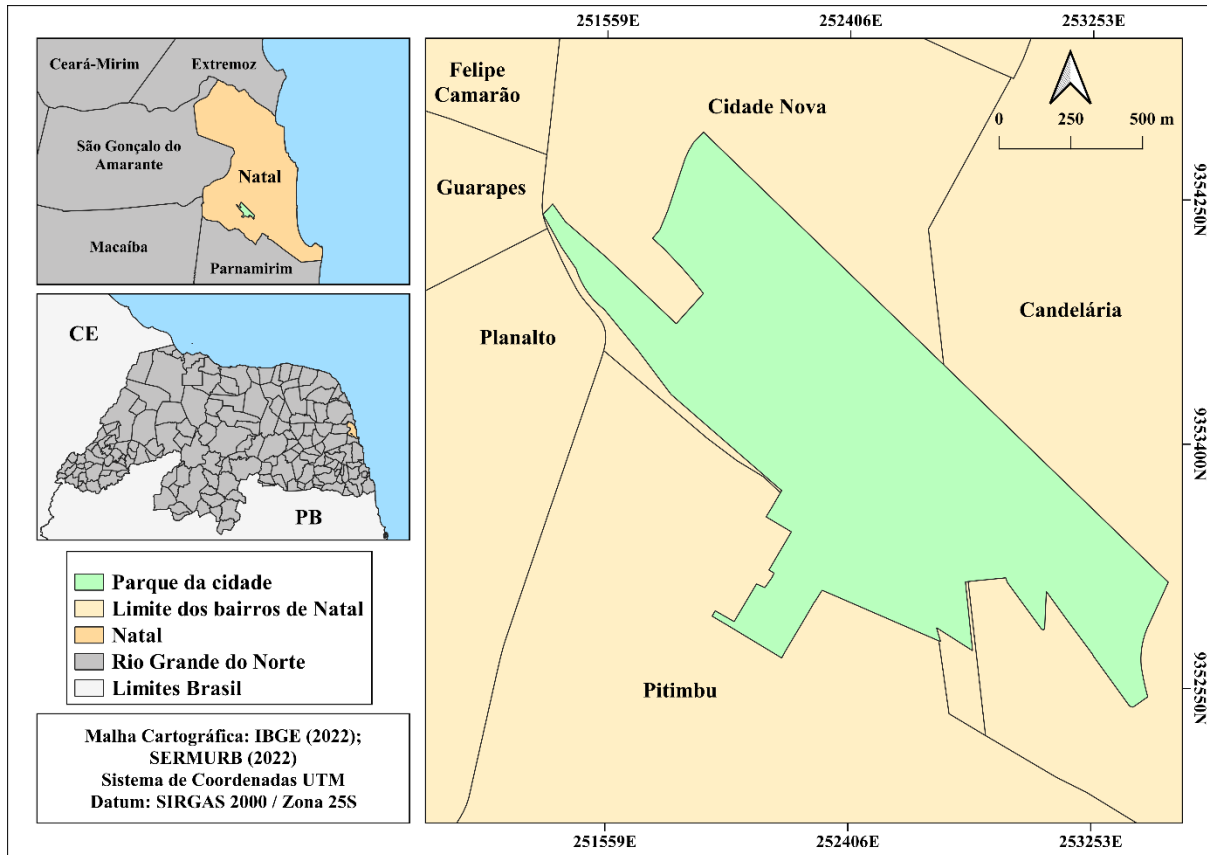 Ceará-Mirim
Extremoz
São Gonçalo do
Amarante
Natal
Macaíba
Parnamirim
CE
PB
Parque da cidade
Limite dos bairros de Natal
Natal
Rio Grande do Norte
Limites Brasil
Malha Cartográfica: IBGE (2022);
SERMURB (2022)
Sistema de Coordenadas UTM
Datum: SIRGAS 2000 / Zona 25S
251559E
252406E
253253E
Felipe
Camarão
Cidade Nova
0 250 500 m
Guarapes
9354250N
Planalto
Candelária
9353400N
Pitimbu
9352550N
251559E
252406E
253253E